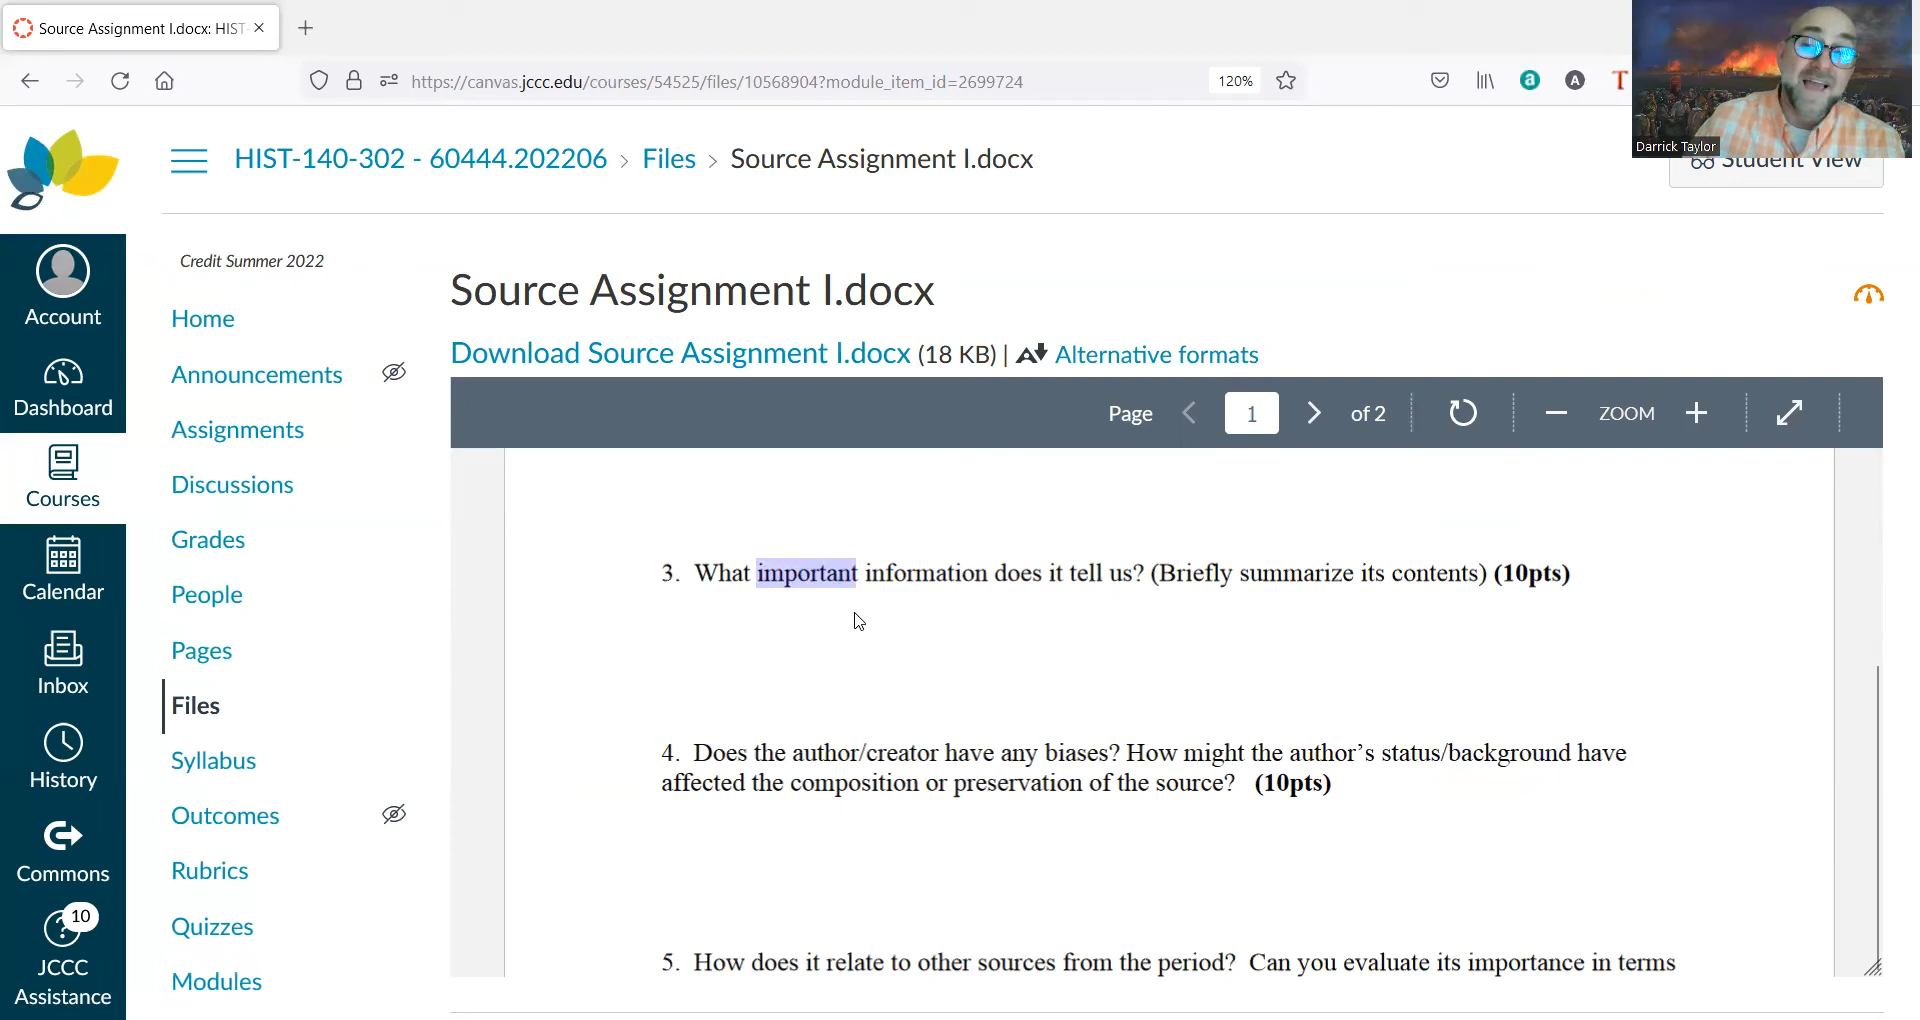 Source Assignment I.docx: HIST-
https://canvas.jccc.edu/courses/54525/files/10568904?module_item_id=2699724
120%
Darrick Taylor
HIST-140-302 - 60444.202206 > Files > Source Assignment I.docx
Student View
Credit Summer 2022
Account
Dashboard
Courses
Calendar
Inbox
History
Commons
10
JCCC
Assistance
Home
Announcements
Assignments
Discussions
Grades
People
Pages
Files
Syllabus
Outcomes
Rubrics
Quizzes
Modules
Source Assignment I.docx
Download Source Assignment I.docx (18 KB) | Alternative formats
Page 1 of 2 ZOOM
3. What important information does it tell us? (Briefly summarize its contents) (10pts)
4. Does the author/creator have any biases? How might the author’s status/background have
affected the composition or preservation of the source? (10pts)
5. How does it relate to other sources from the period? Can you evaluate its importance in terms